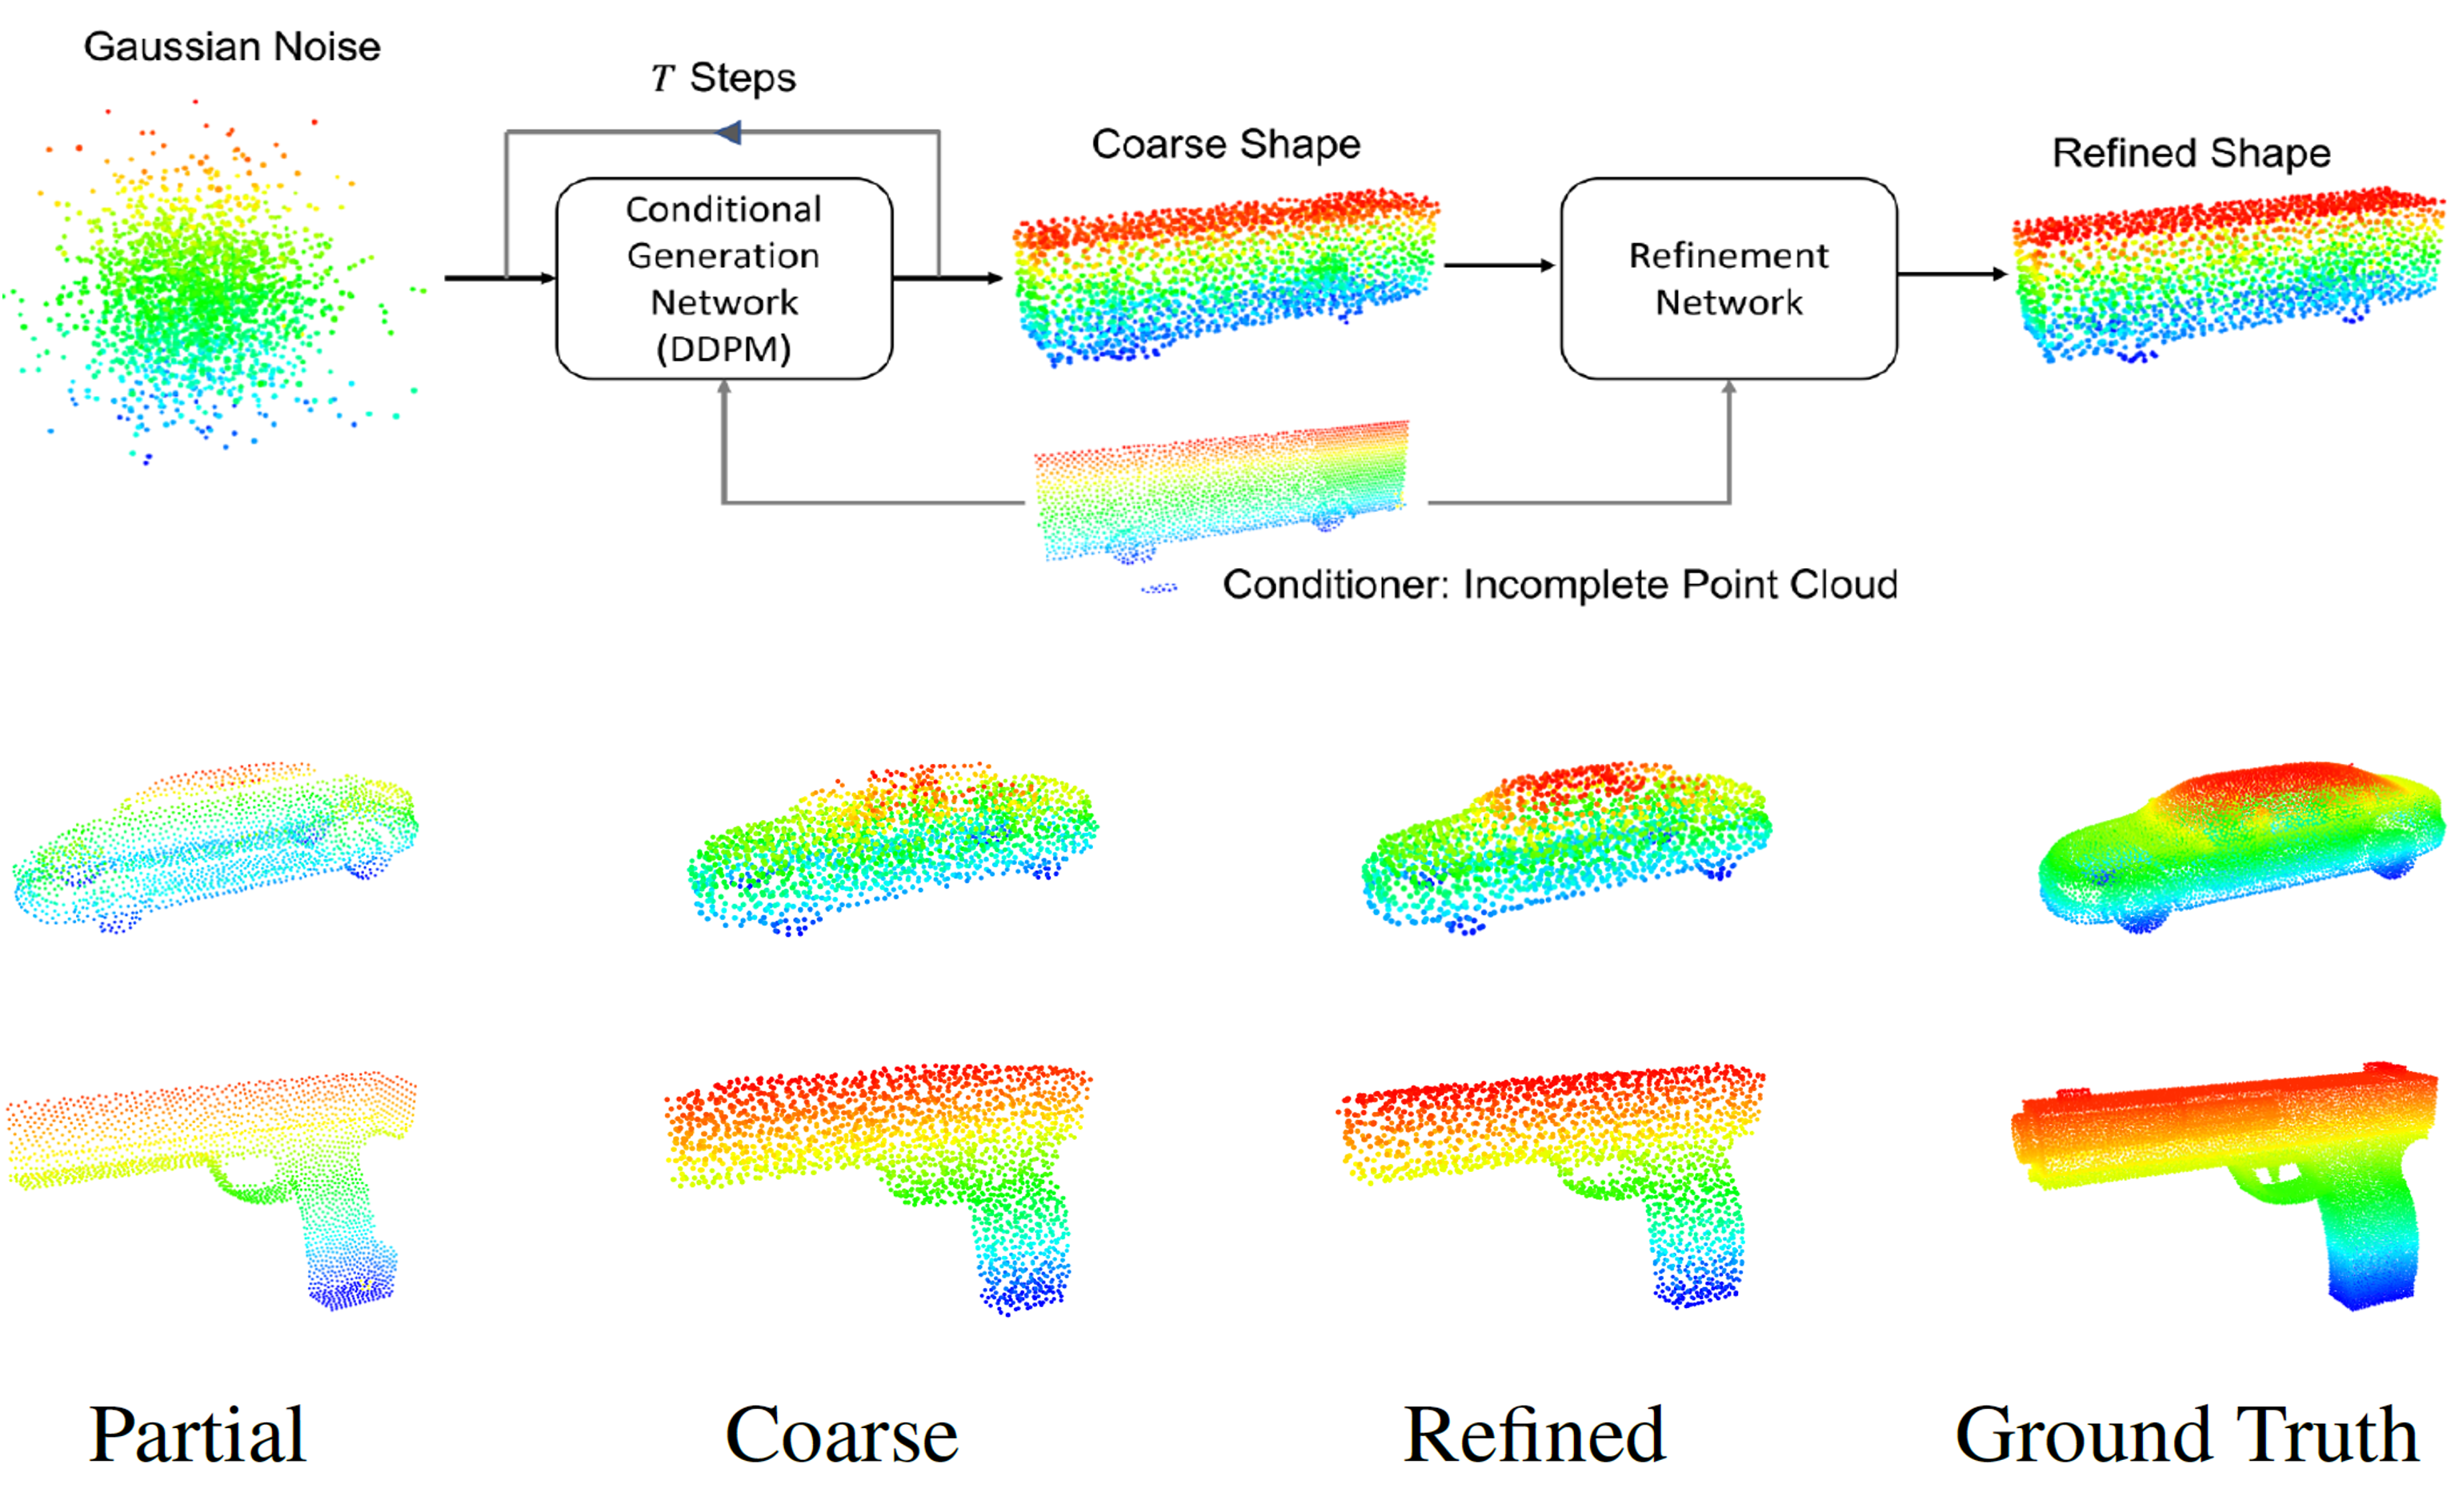 Gaussian Noise
T Steps
Conditional
Generation
Network
(DDPM)
Coarse Shape
Refinement
Network
Refined Shape
Conditioner: Incomplete Point Cloud
Partial
Coarse
Refined
Ground Truth